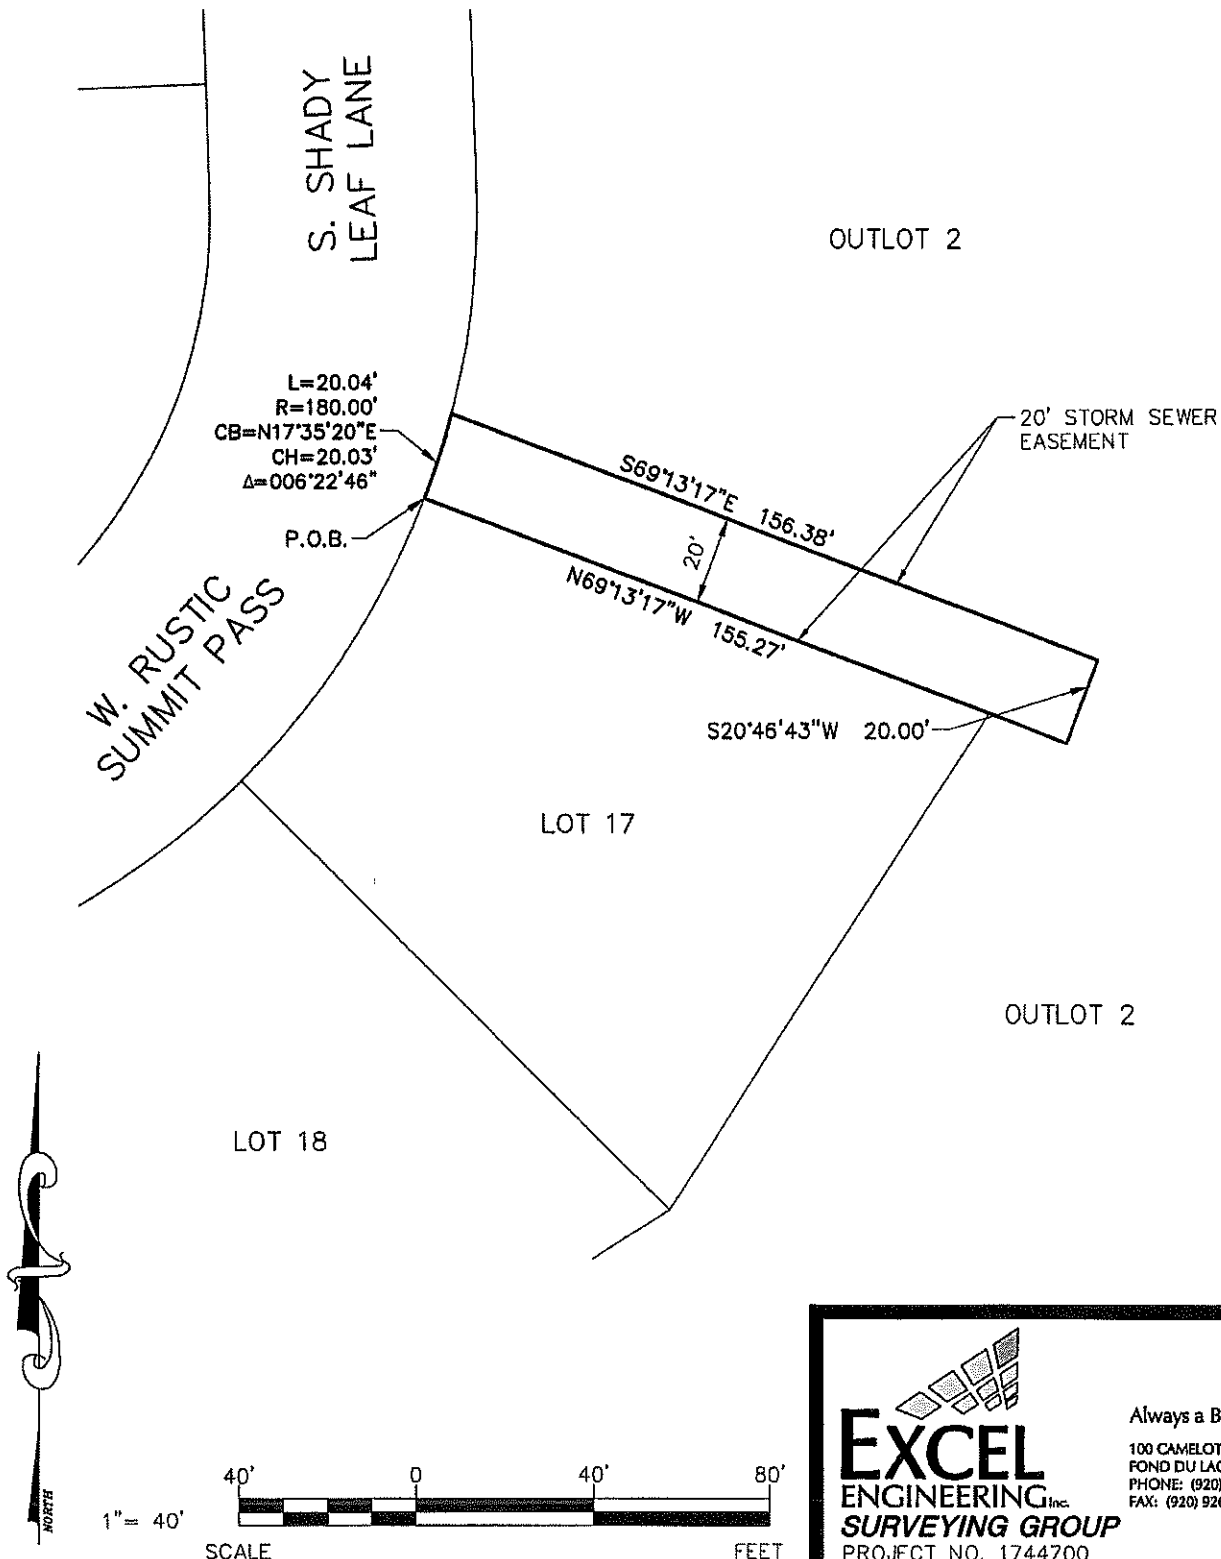 S. SHADY
LEAF LANE
OUTLOT 2
L=20.04'
R=180.00'
CB=N17°35'20"E
CH=20.03'
Δ=006°22'46"
P.O.B.
20' STORM SEWER
EASEMENT
S69°13'17"E 156.38'
20'
N69°13'17"W 155.27'
W. RUSTIC
SUMMIT PASS
S20°46'43"W 20.00'
LOT 17
OUTLOT 2
LOT 18
NORTH
1"= 40'
40' 0 40' 80'
SCALE FEET
EXCEL
ENGINEERING Inc.
SURVEYING GROUP
PROJECT NO. 1744700
Always a B
100 CAMELOT
FOND DU LAC
PHONE: (920)
FAX: (920) 926